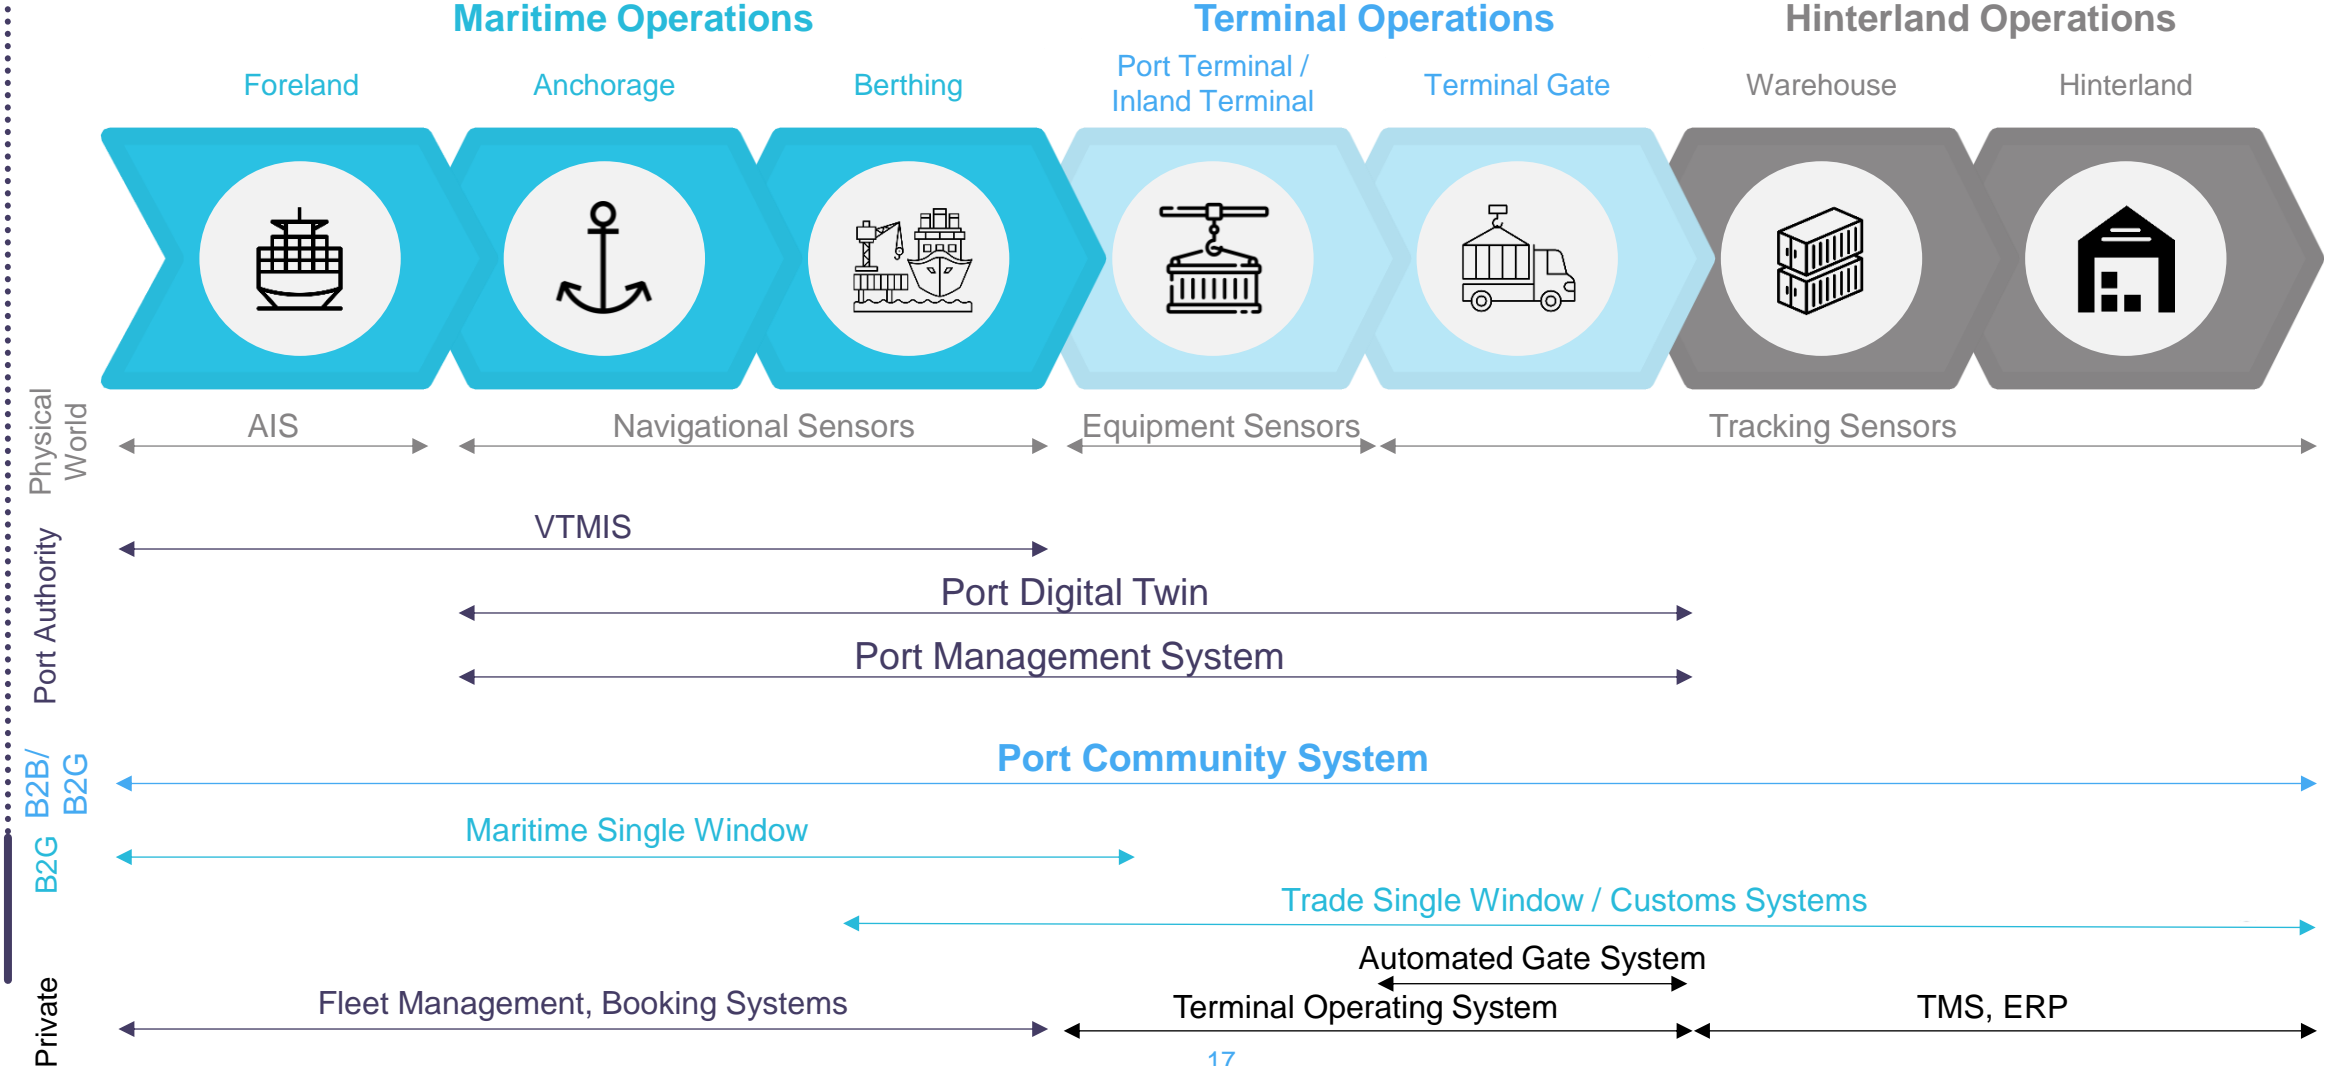 Maritime Operations
Terminal Operations
Hinterland Operations
Foreland
Anchorage
Berthing
Port Terminal /
Inland Terminal
Terminal Gate
Warehouse
Hinterland
Physical
World
AIS
Navigational Sensors
Equipment Sensors
Tracking Sensors
Port Authority
VTMIS
Port Digital Twin
Port Management System
B2B/
B2G
Port Community System
B2G
Maritime Single Window
Trade Single Window / Customs Systems
Private
Automated Gate System
Fleet Management, Booking Systems
Terminal Operating System
TMS, ERP
17